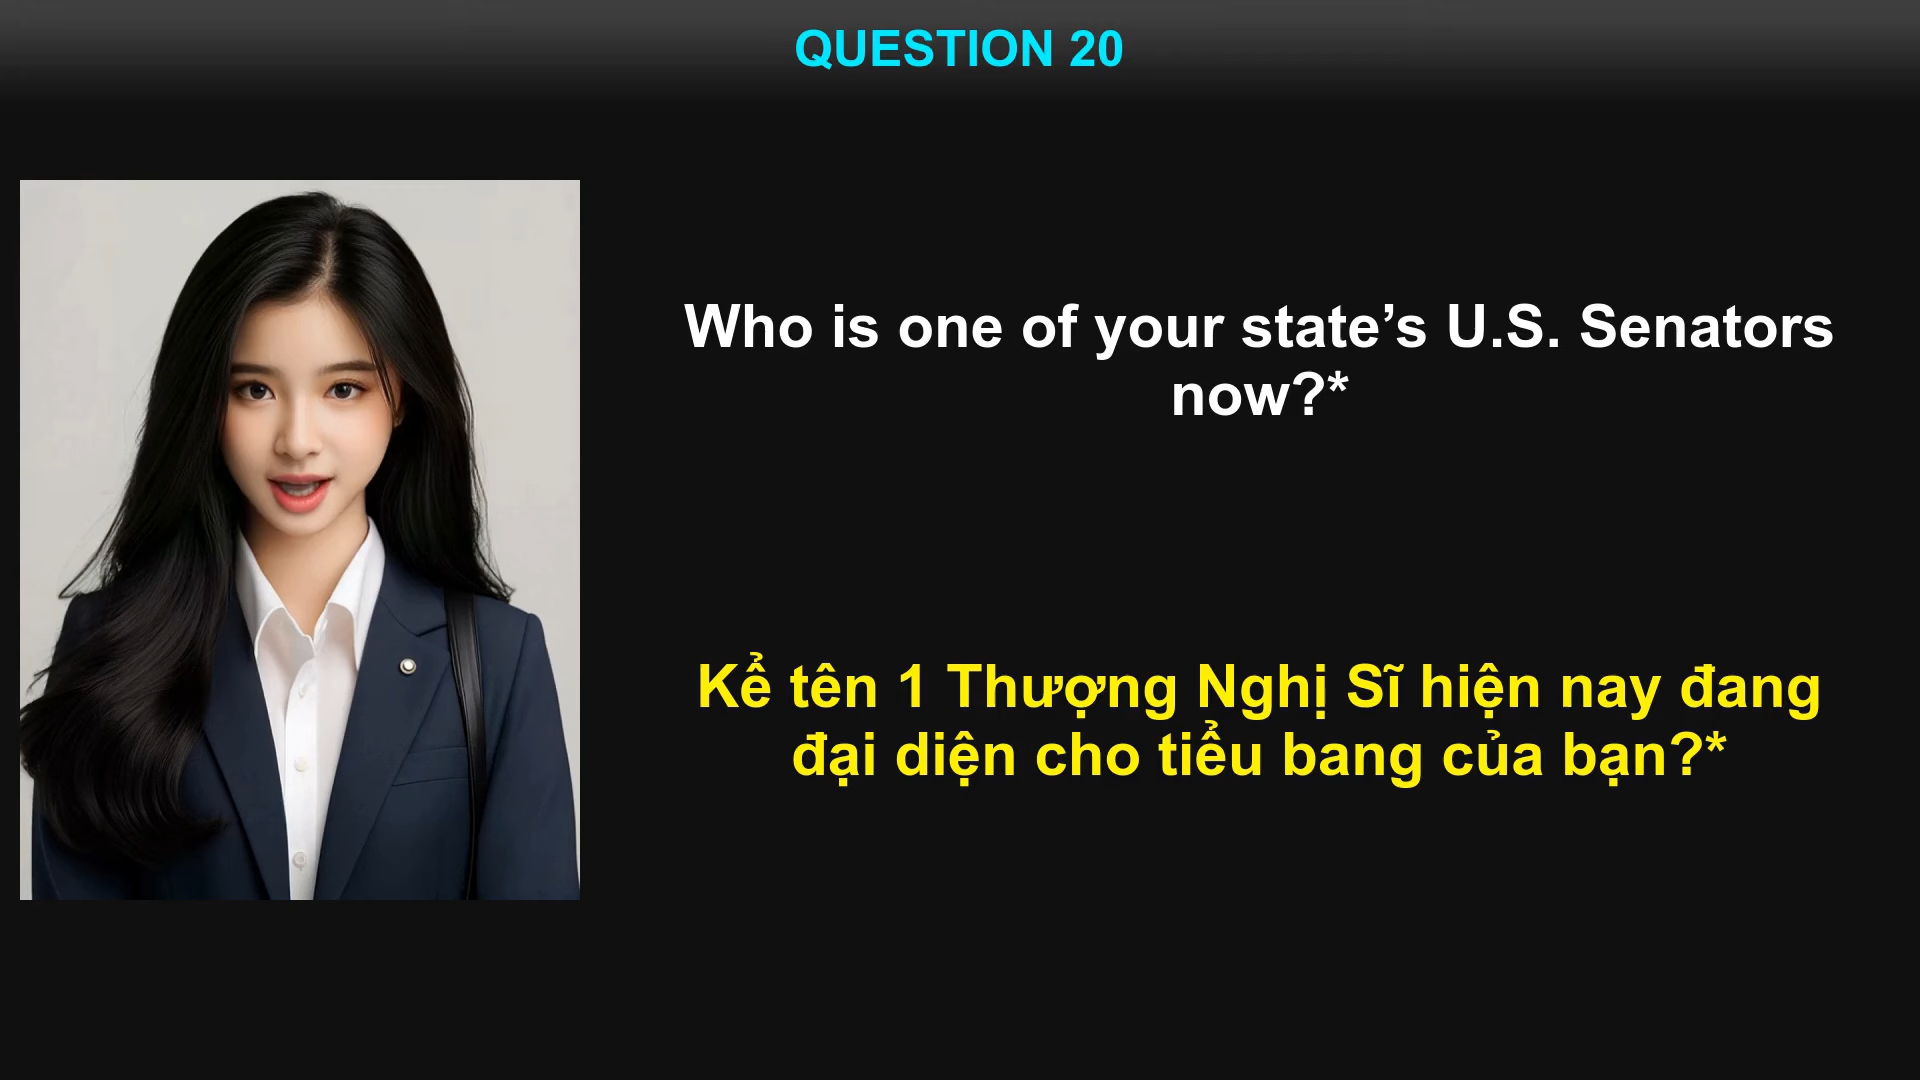 QUESTION 20
Who is one of your state’s U.S. Senators
now?*
Kể tên 1 Thượng Nghị Sĩ hiện nay đang
đại diện cho tiểu bang của bạn?*